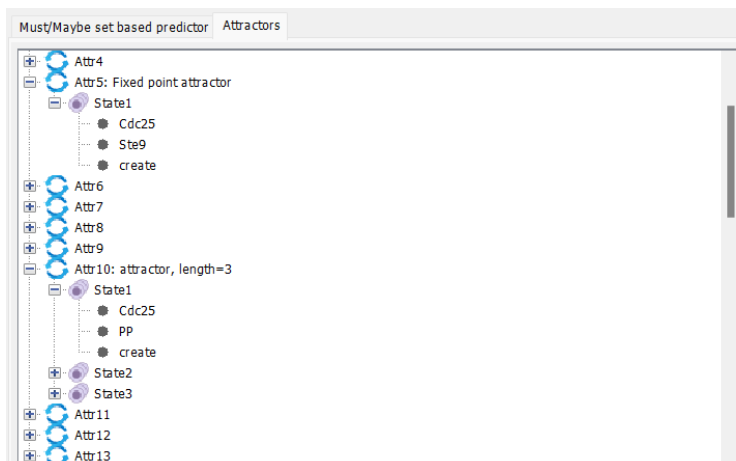 Must/Maybe set based predictor Attractors
Attr4
Attr5: Fixed point attractor
State1
Cdc25
Ste9
create
Attr6
Attr7
Attr8
Attr9
Attr10: attractor, length=3
State1
Cdc25
PP
create
State2
State3
Attr11
Attr12
Attr13